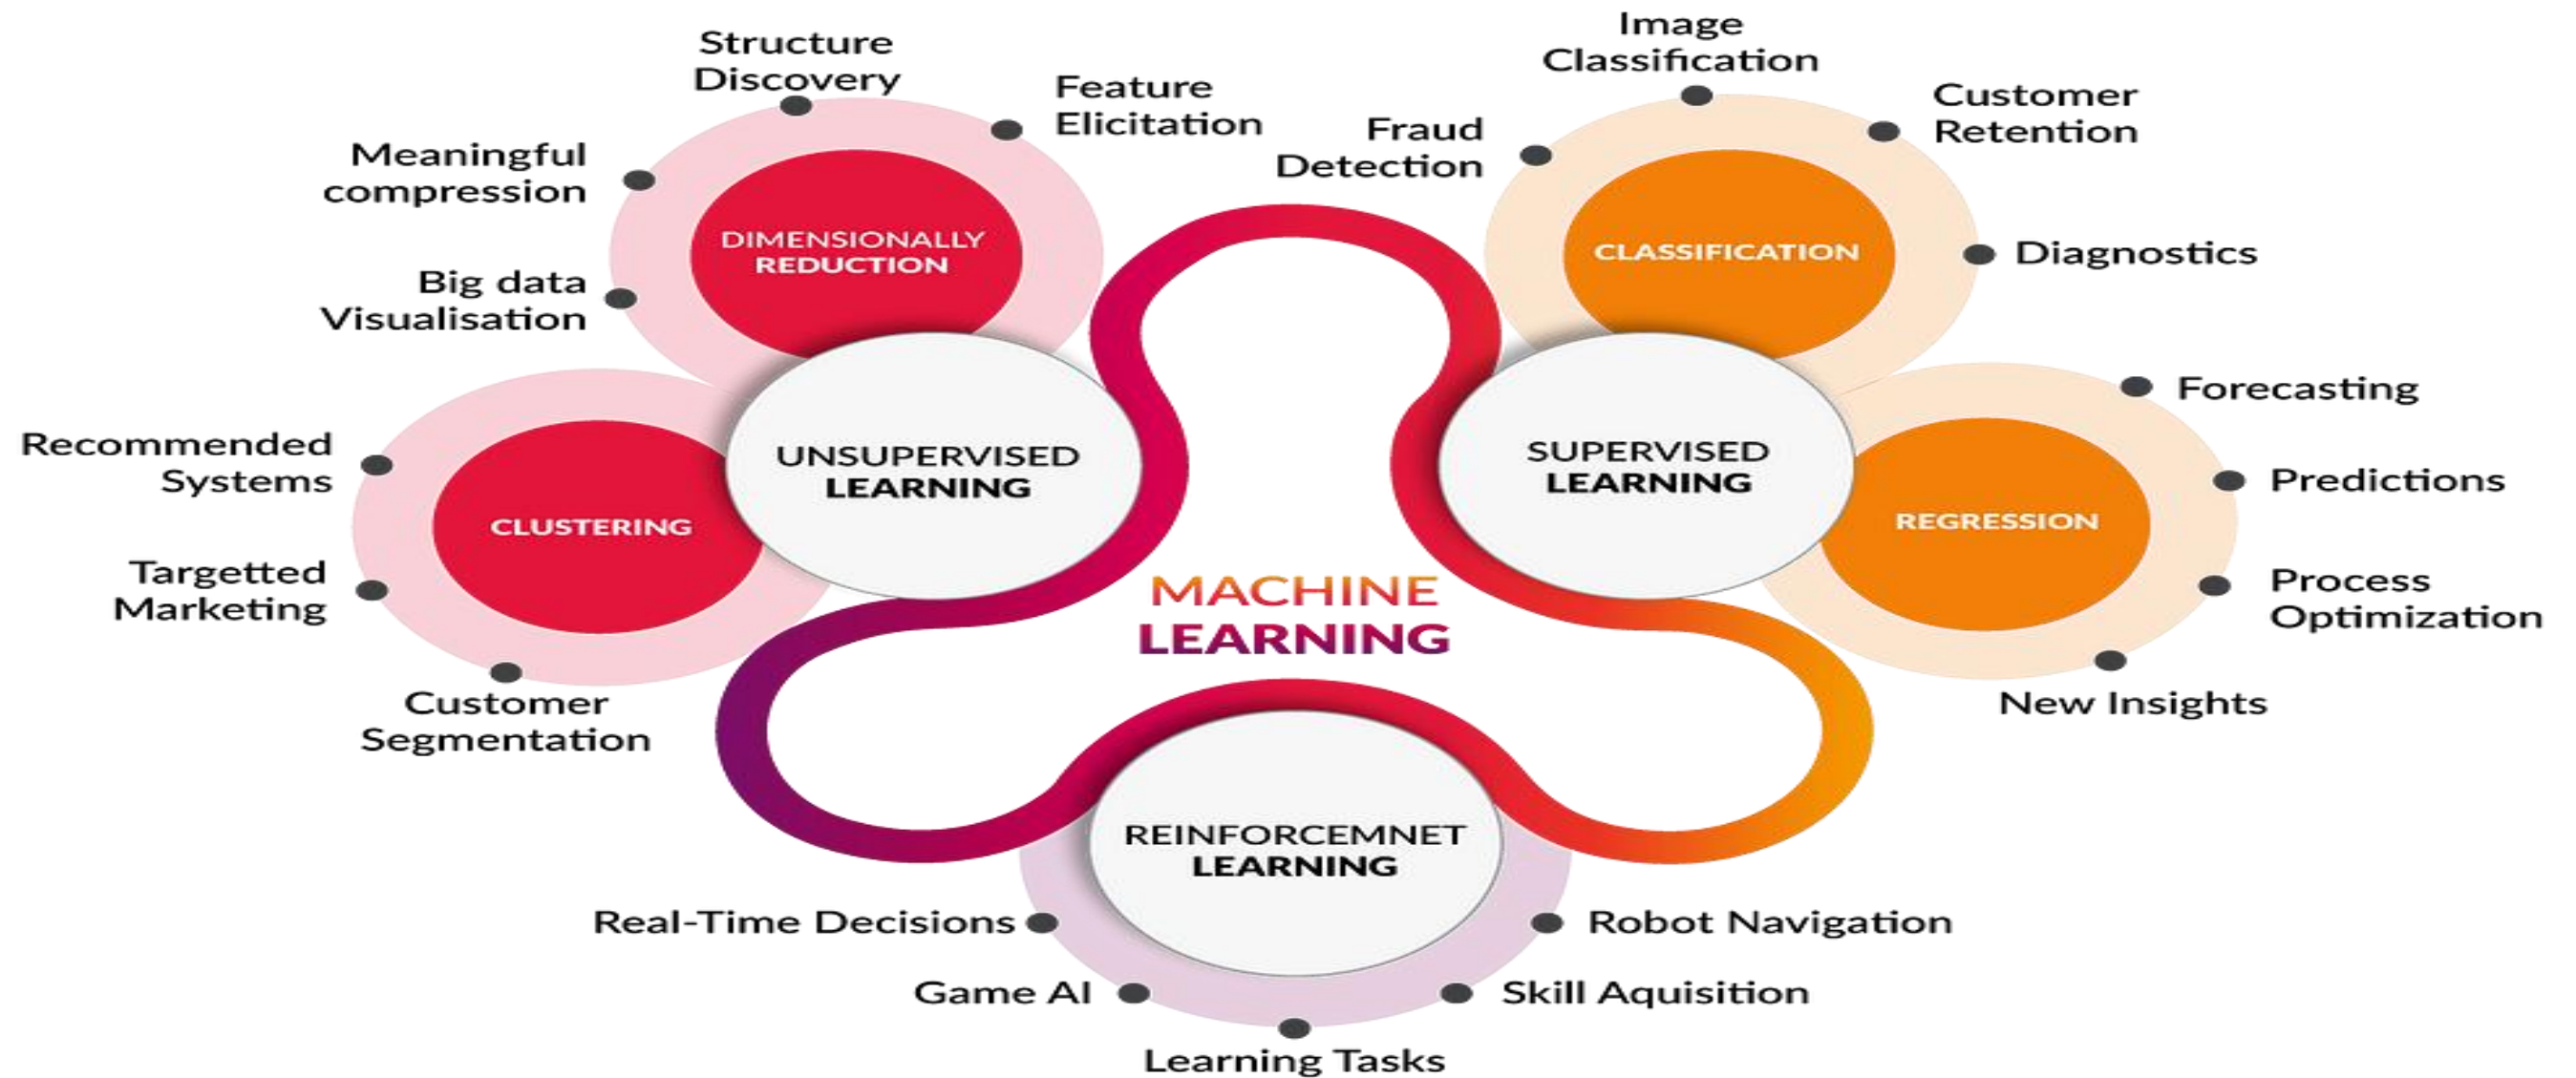 Structure
Discovery
Feature
Elicitation
Meaningful
compression
Big data
Visualisation
DIMENSIONALLY
REDUCTION
Recommended
Systems
Targetted
Marketing
Customer
Segmentation
CLUSTERING
UNSUPERVISED
LEARNING
Image
Classification
Fraud
Detection
Customer
Retention
Diagnostics
CLASSIFICATION
SUPERVISED
LEARNING
Forecasting
Predictions
Process
Optimization
New Insights
REGRESSION
MACHINE
LEARNING
REINFORCEMNET
LEARNING
Real-Time Decisions
Game AI
Learning Tasks
Skill Aquisition
Robot Navigation